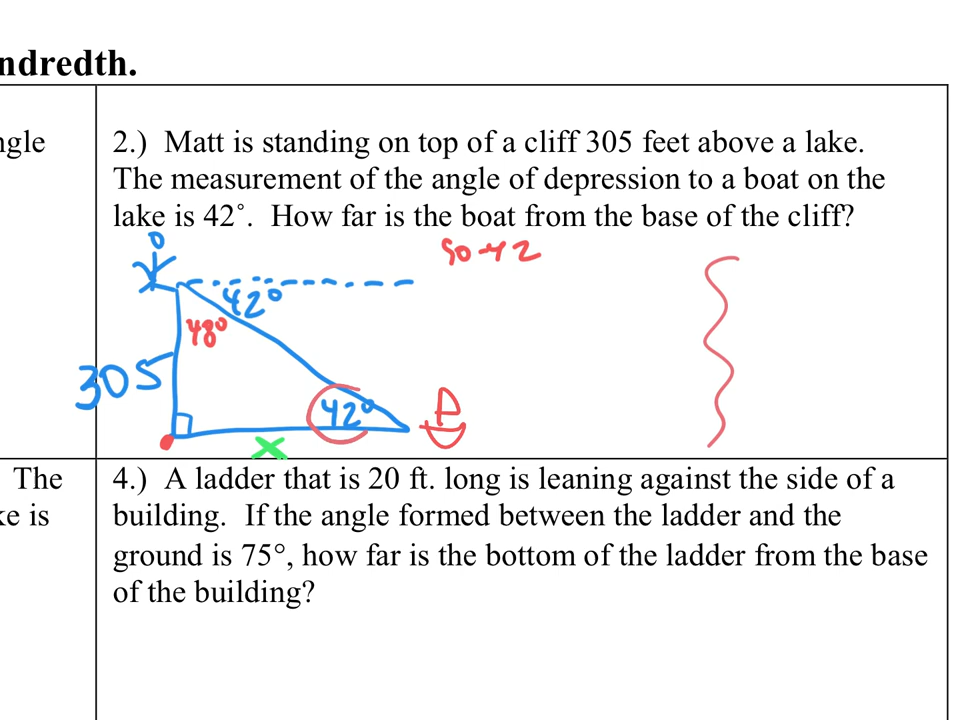 ndredth.
ngle
2.) Matt is standing on top of a cliff 305 feet above a lake.
The measurement of the angle of depression to a boat on the
lake is 42˚. How far is the boat from the base of the cliff?
90-42
42°
48°
305
42°
x
The
ke is
4.) A ladder that is 20 ft. long is leaning against the side of a
building. If the angle formed between the ladder and the
ground is 75°, how far is the bottom of the ladder from the base
of the building?